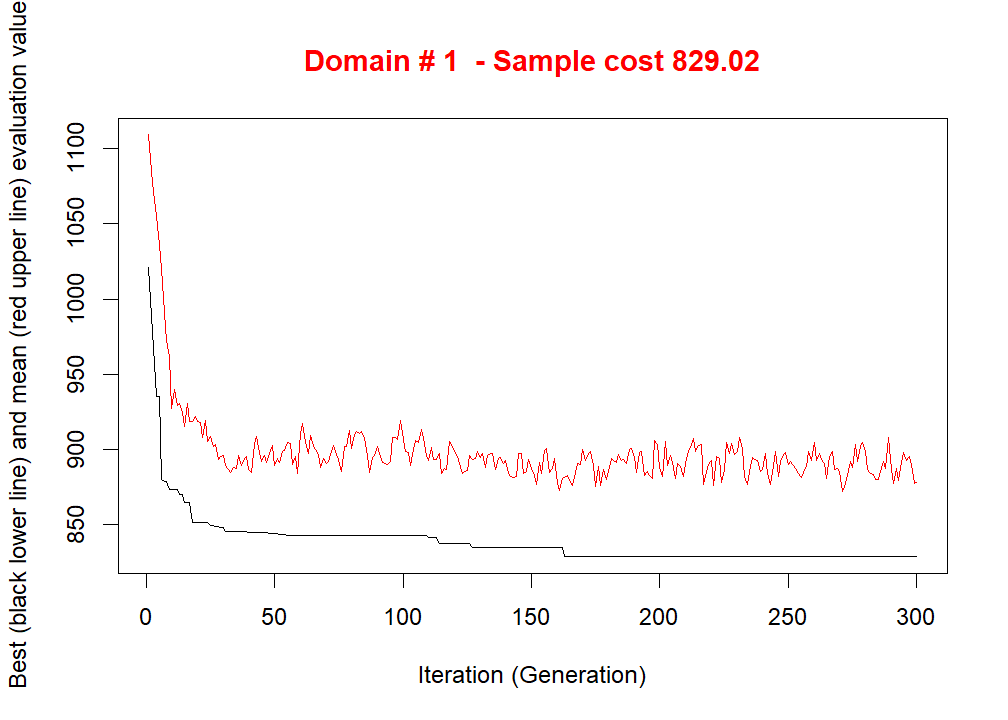 Domain # 1  - Sample cost 829.02
Best (black lower line) and mean (red upper line) evaluation value
1100
1050
1000
950
900
850
0 50 100 150 200 250 300
Iteration (Generation)